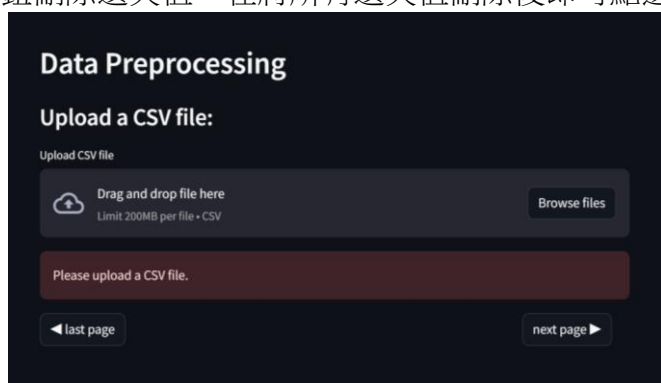 Data Preprocessing
Upload a CSV file:
Upload CSV file
Drag and drop file here
Limit 200MB per file • CSV
Browse files
Please upload a CSV file.
◀ last page
next page ▶